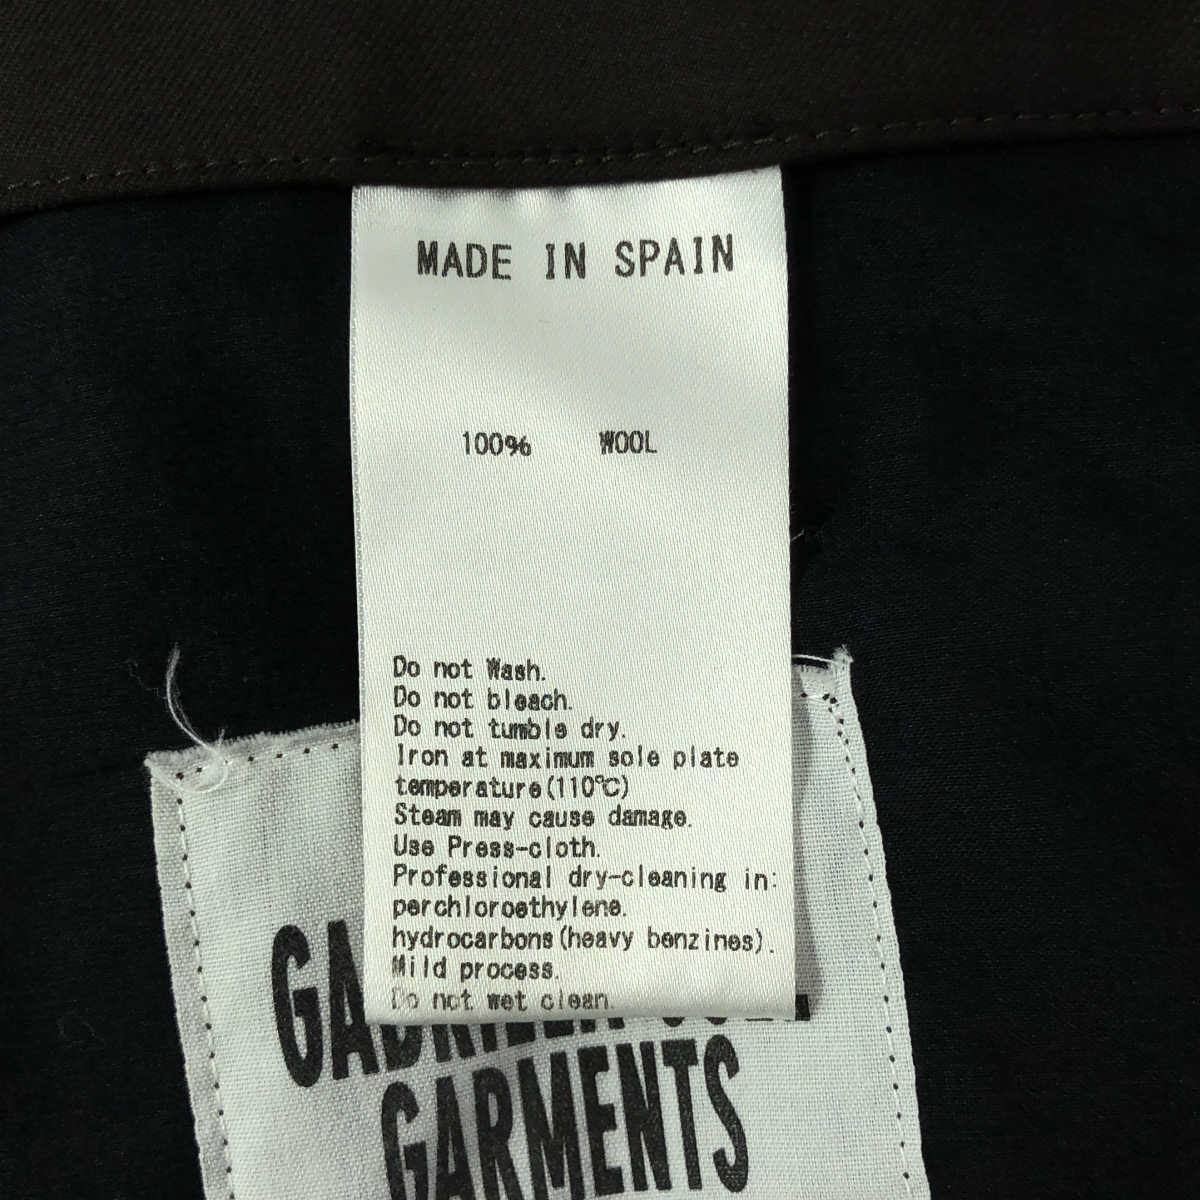 MADE IN SPAIN
100% WOOL
Do not Wash.
Do not bleach.
Do not tumble dry.
Iron at maximum sole plate
temperature(110℃)
Steam may cause damage.
Use Press-cloth.
Professional dry-cleaning in:
perchloroethylene.
hydrocarbons(heavy benzines).
Mild process.
Do not wet clean.
GARMENTS